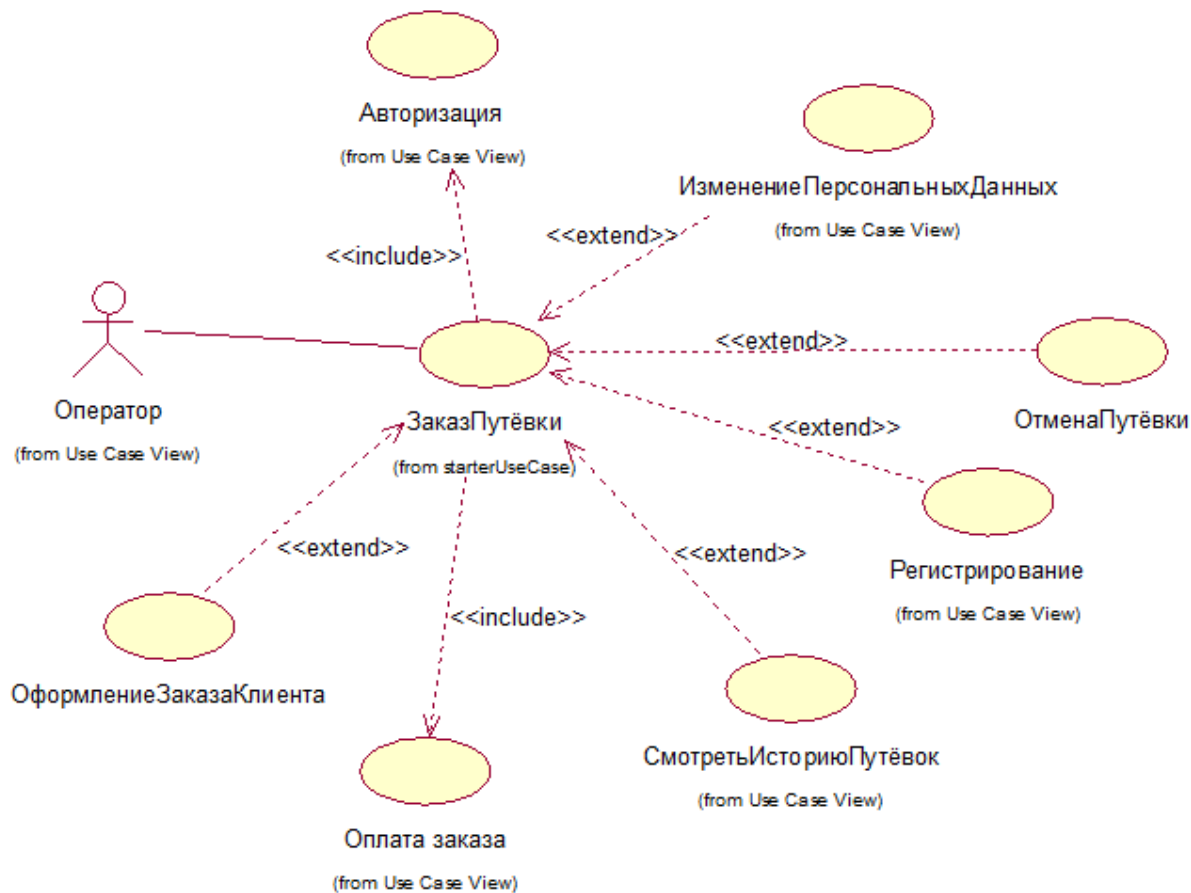 Авторизация
(from Use Case View)
ИзменениеПерсональныхДанных
(from Use Case View)
<<extend>>
<<include>>
<<extend>>
Оператор
(from Use Case View)
ЗаказПутёвки
(from starterUseCase)
ОтменаПутёвки
<<extend>>
<<extend>>
<<extend>>
Регистрирование
(from Use Case View)
<<include>>
ОформлениеЗаказаКлиента
СмотретьИсториюПутёвок
(from Use Case View)
Оплата заказа
(from Use Case View)